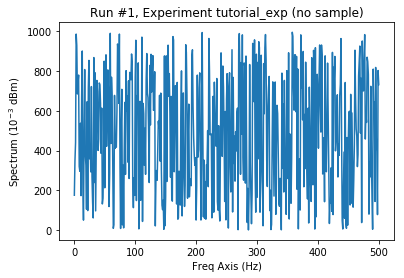 Run #1, Experiment tutorial_exp (no sample)
1000
800
600
400
200
0
Spectrum (10⁻³ dBm)
0 100 200 300 400 500
Freq Axis (Hz)